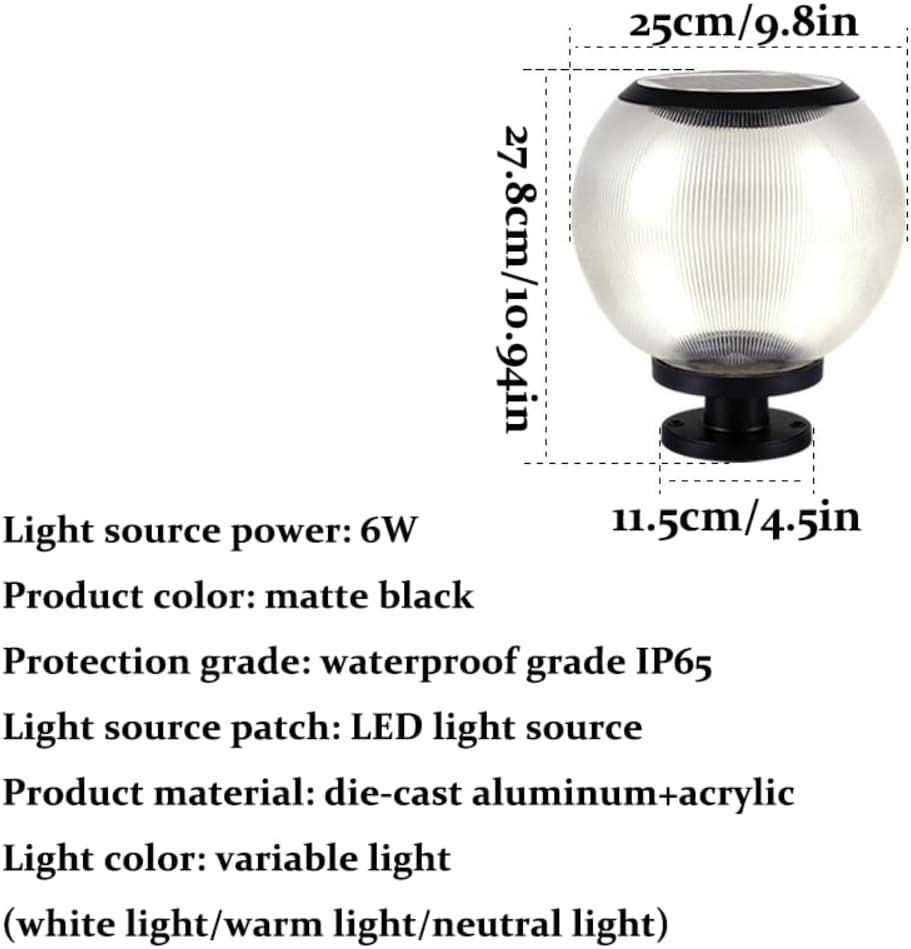 25cm/9.8in
27.8cm/10.94in
11.5cm/4.5in
Light source power: 6W
Product color: matte black
Protection grade: waterproof grade IP65
Light source patch: LED light source
Product material: die-cast aluminum+acrylic
Light color: variable light
(white light/warm light/neutral light)